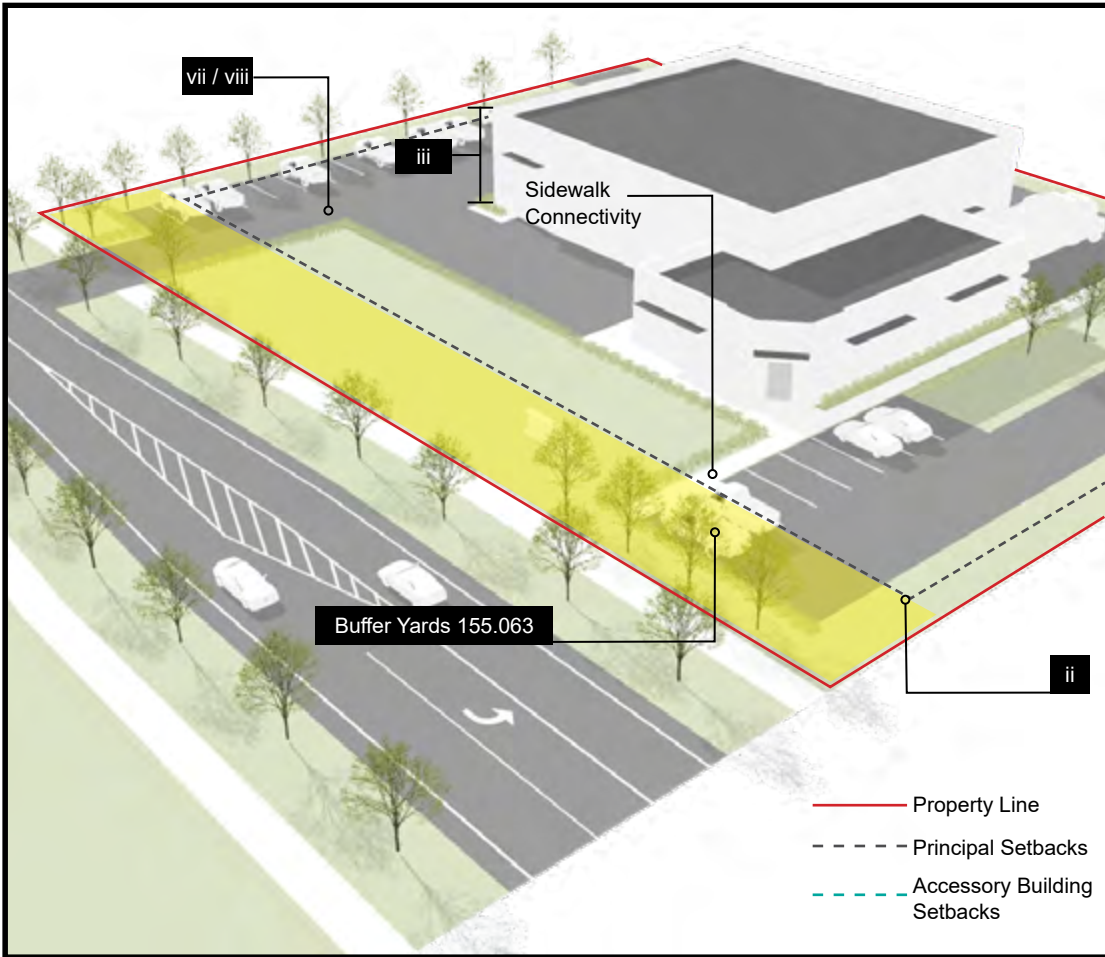 vii / viii
iii
Sidewalk
Connectivity
Buffer Yards 155.063
ii
Property Line
Principal Setbacks
Accessory Building
Setbacks